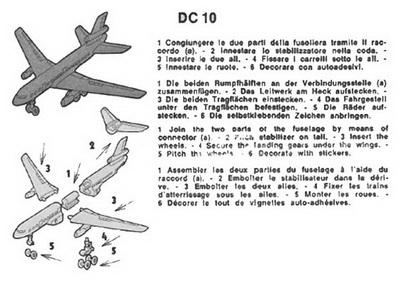 DC 10
1 Congiungere le due parti della fusoliera tramite il rac-
cordo (a). - 2 Innestare lo stabilizzatore nella coda. -
3 Inserire le due ali. - 4 Fissare i carrelli sotto le ali. -
5 Innestare le ruote. - 6 Decorare con autoadesivi.
1 Die beiden Rumpfhälften an der Verbindungsstelle (a)
zusammenfügen. - 2 Das Leitwerk am Heck aufstecken. -
3 Die beiden Tragflächen einstecken. - 4 Das Fahrgestell
unter den Tragflächen befestigen. - 5 Die Räder auf-
stecken. - 6 Die selbstklebenden Zeichen anbringen.
1 Join the two parts of the fuselage by means of
connector (a). - 2 Pitch stabilizer on tail. - 3 Insert the
wheels. - 4 Secure the landing gears under the wings. -
5 Pitch the wheels. - 6 Decorate with stickers.
1 Assembler les deux parties du fuselage à l'aide du
raccord (a). - 2 Emboîter le stabilisateur dans la déri-
ve. - 3 Emboîter les deux ailes. - 4 Fixer les trains
d'atterrissage sous les ailes. - 5 Monter les roues. -
6 Décorer le tout de vignettes auto-adhésives.
2
3
1
3
4
5
5